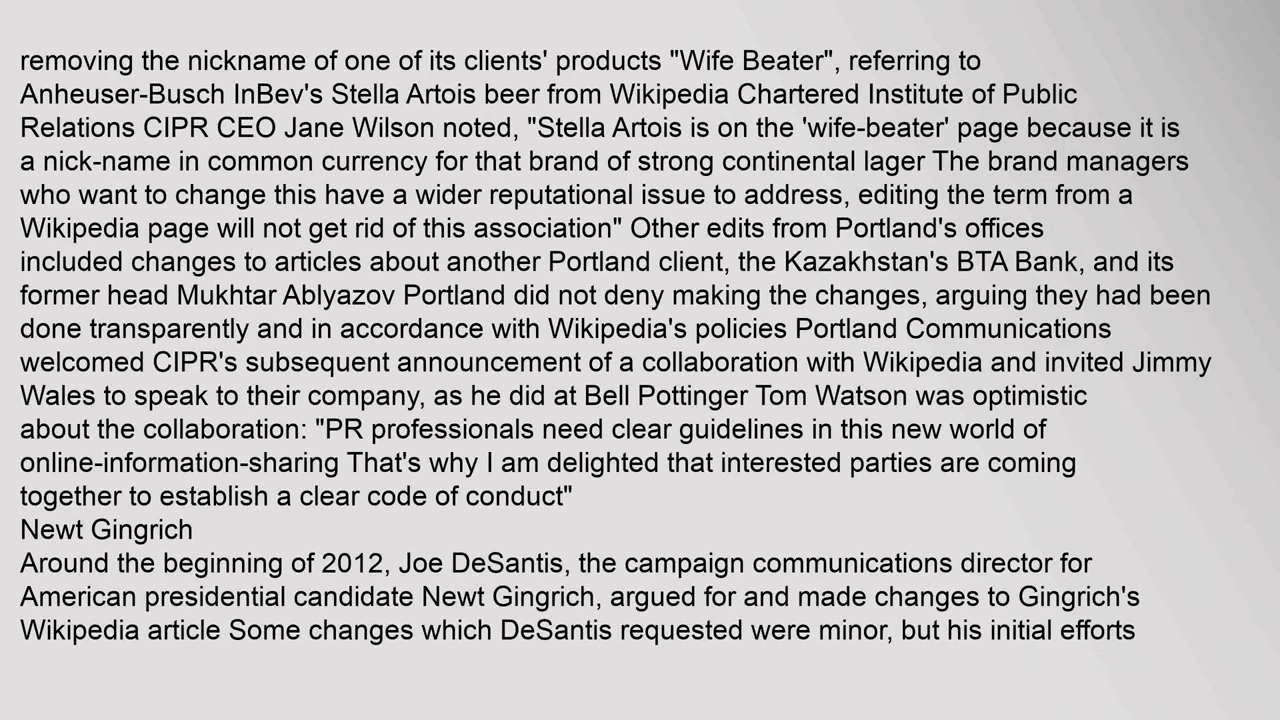 removing the nickname of one of its clients' products "Wife Beater", referring to
Anheuser-Busch InBev's Stella Artois beer from Wikipedia Chartered Institute of Public
Relations CIPR CEO Jane Wilson noted, "Stella Artois is on the 'wife-beater' page because it is
a nick-name in common currency for that brand of strong continental lager The brand managers
who want to change this have a wider reputational issue to address, editing the term from a
Wikipedia page will not get rid of this association" Other edits from Portland's offices
included changes to articles about another Portland client, the Kazakhstan's BTA Bank, and its
former head Mukhtar Ablyazov Portland did not deny making the changes, arguing they had been
done transparently and in accordance with Wikipedia's policies Portland Communications
welcomed CIPR's subsequent announcement of a collaboration with Wikipedia and invited Jimmy
Wales to speak to their company, as he did at Bell Pottinger Tom Watson was optimistic
about the collaboration: "PR professionals need clear guidelines in this new world of
online-information-sharing That's why I am delighted that interested parties are coming
together to establish a clear code of conduct"
Newt Gingrich
Around the beginning of 2012, Joe DeSantis, the campaign communications director for
American presidential candidate Newt Gingrich, argued for and made changes to Gingrich's
Wikipedia article Some changes which DeSantis requested were minor, but his initial efforts